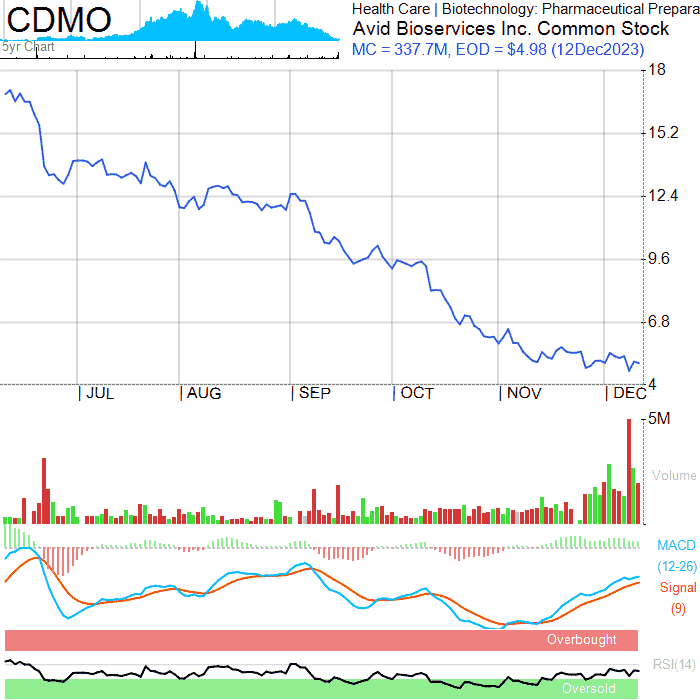 CDMO
5yr Chart
Health Care | Biotechnology: Pharmaceutical Prepara
Avid Bioservices Inc. Common Stock
MC = 337.7M, EOD = $4.98 (12Dec2023)
18
15.2
12.4
9.6
6.8
4
JUL AUG SEP OCT NOV DEC
5M
Volume
MACD
(12-26)
Signal
(9)
Overbought
RSI(14)
Oversold